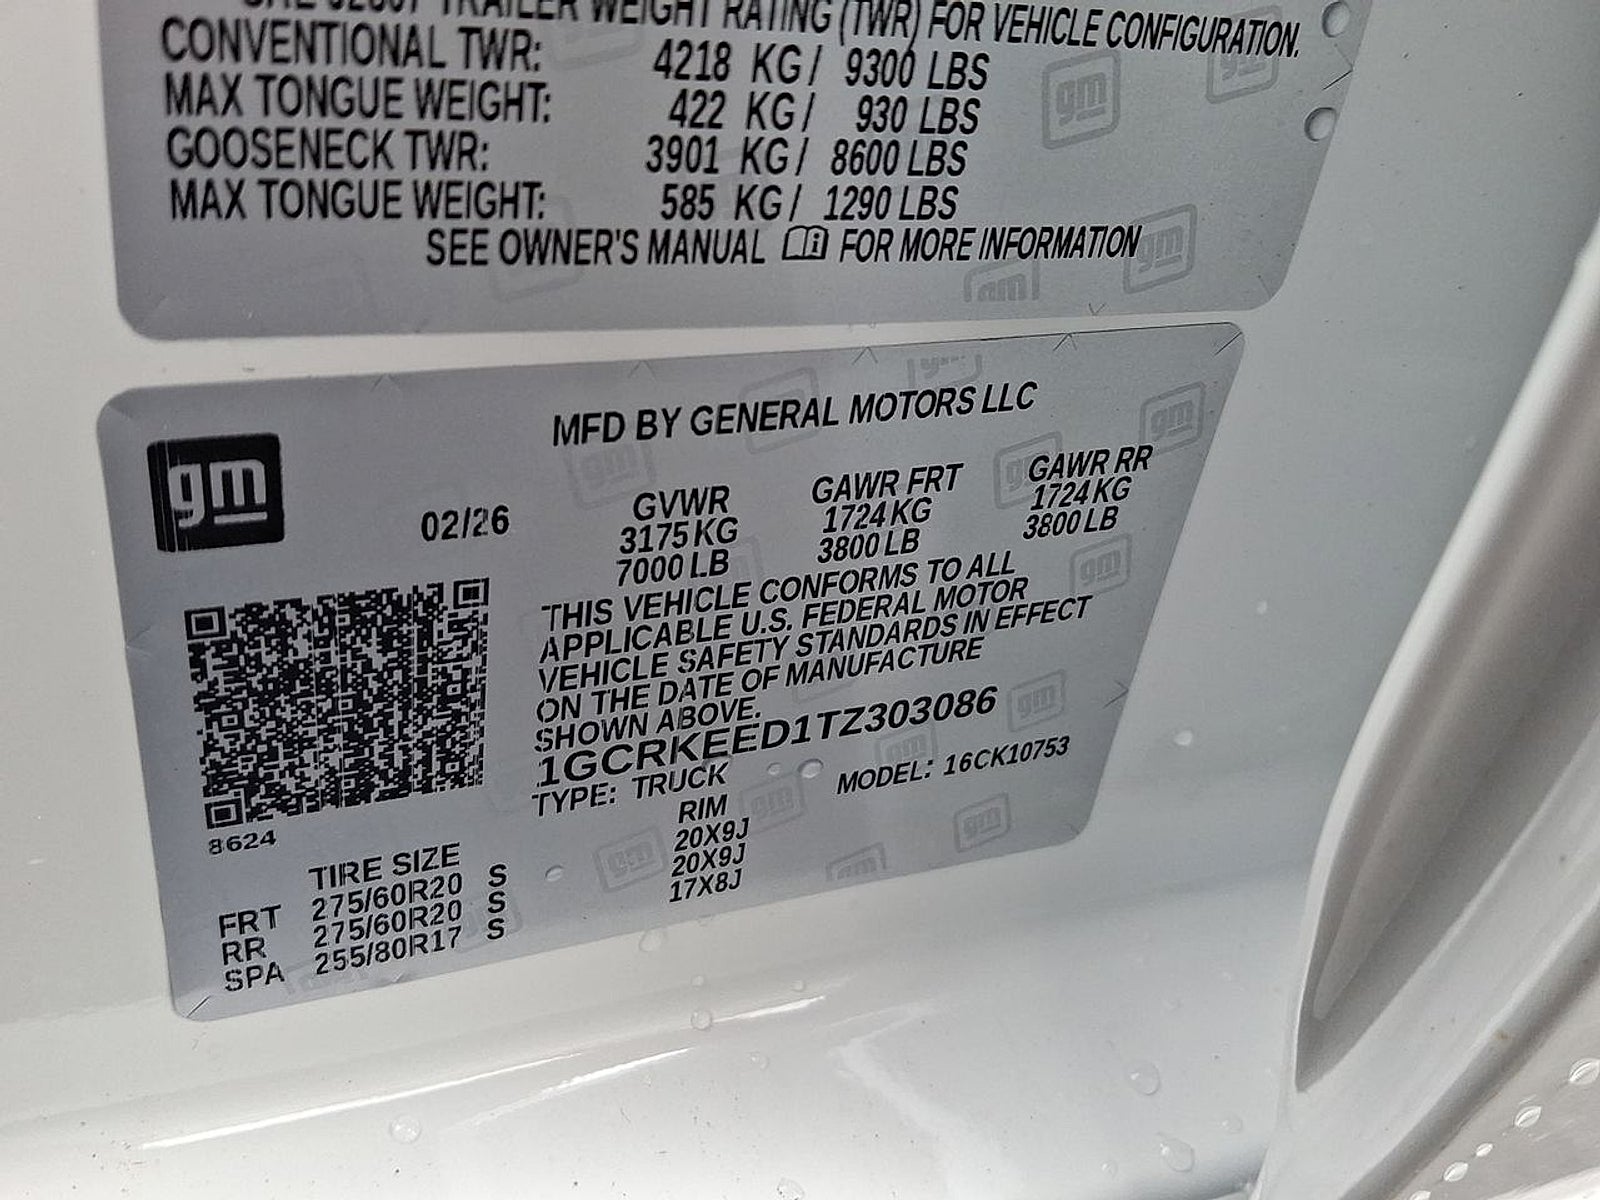 TRAILER WEIGHT RATING (TWR) FOR VEHICLE CONFIGURATION.
CONVENTIONAL TWR: 4218 KG / 9300 LBS
MAX TONGUE WEIGHT: 422 KG / 930 LBS
GOOSENECK TWR: 3901 KG / 8600 LBS
MAX TONGUE WEIGHT: 585 KG / 1290 LBS
SEE OWNER'S MANUAL FOR MORE INFORMATION
MFD BY GENERAL MOTORS LLC
gm
02/26
GVWR GAWR FRT GAWR RR
3175 KG 1724 KG 1724 KG
7000 LB 3800 LB 3800 LB
THIS VEHICLE CONFORMS TO ALL
APPLICABLE U.S. FEDERAL MOTOR
VEHICLE SAFETY STANDARDS IN EFFECT
ON THE DATE OF MANUFACTURE
SHOWN ABOVE.
1GCRKEED1TZ303086
TYPE: TRUCK MODEL: 16CK10753
8624
TIRE SIZE RIM
FRT 275/60R20 S 20X9J
RR 275/60R20 S 20X9J
SPA 255/80R17 S 17X8J